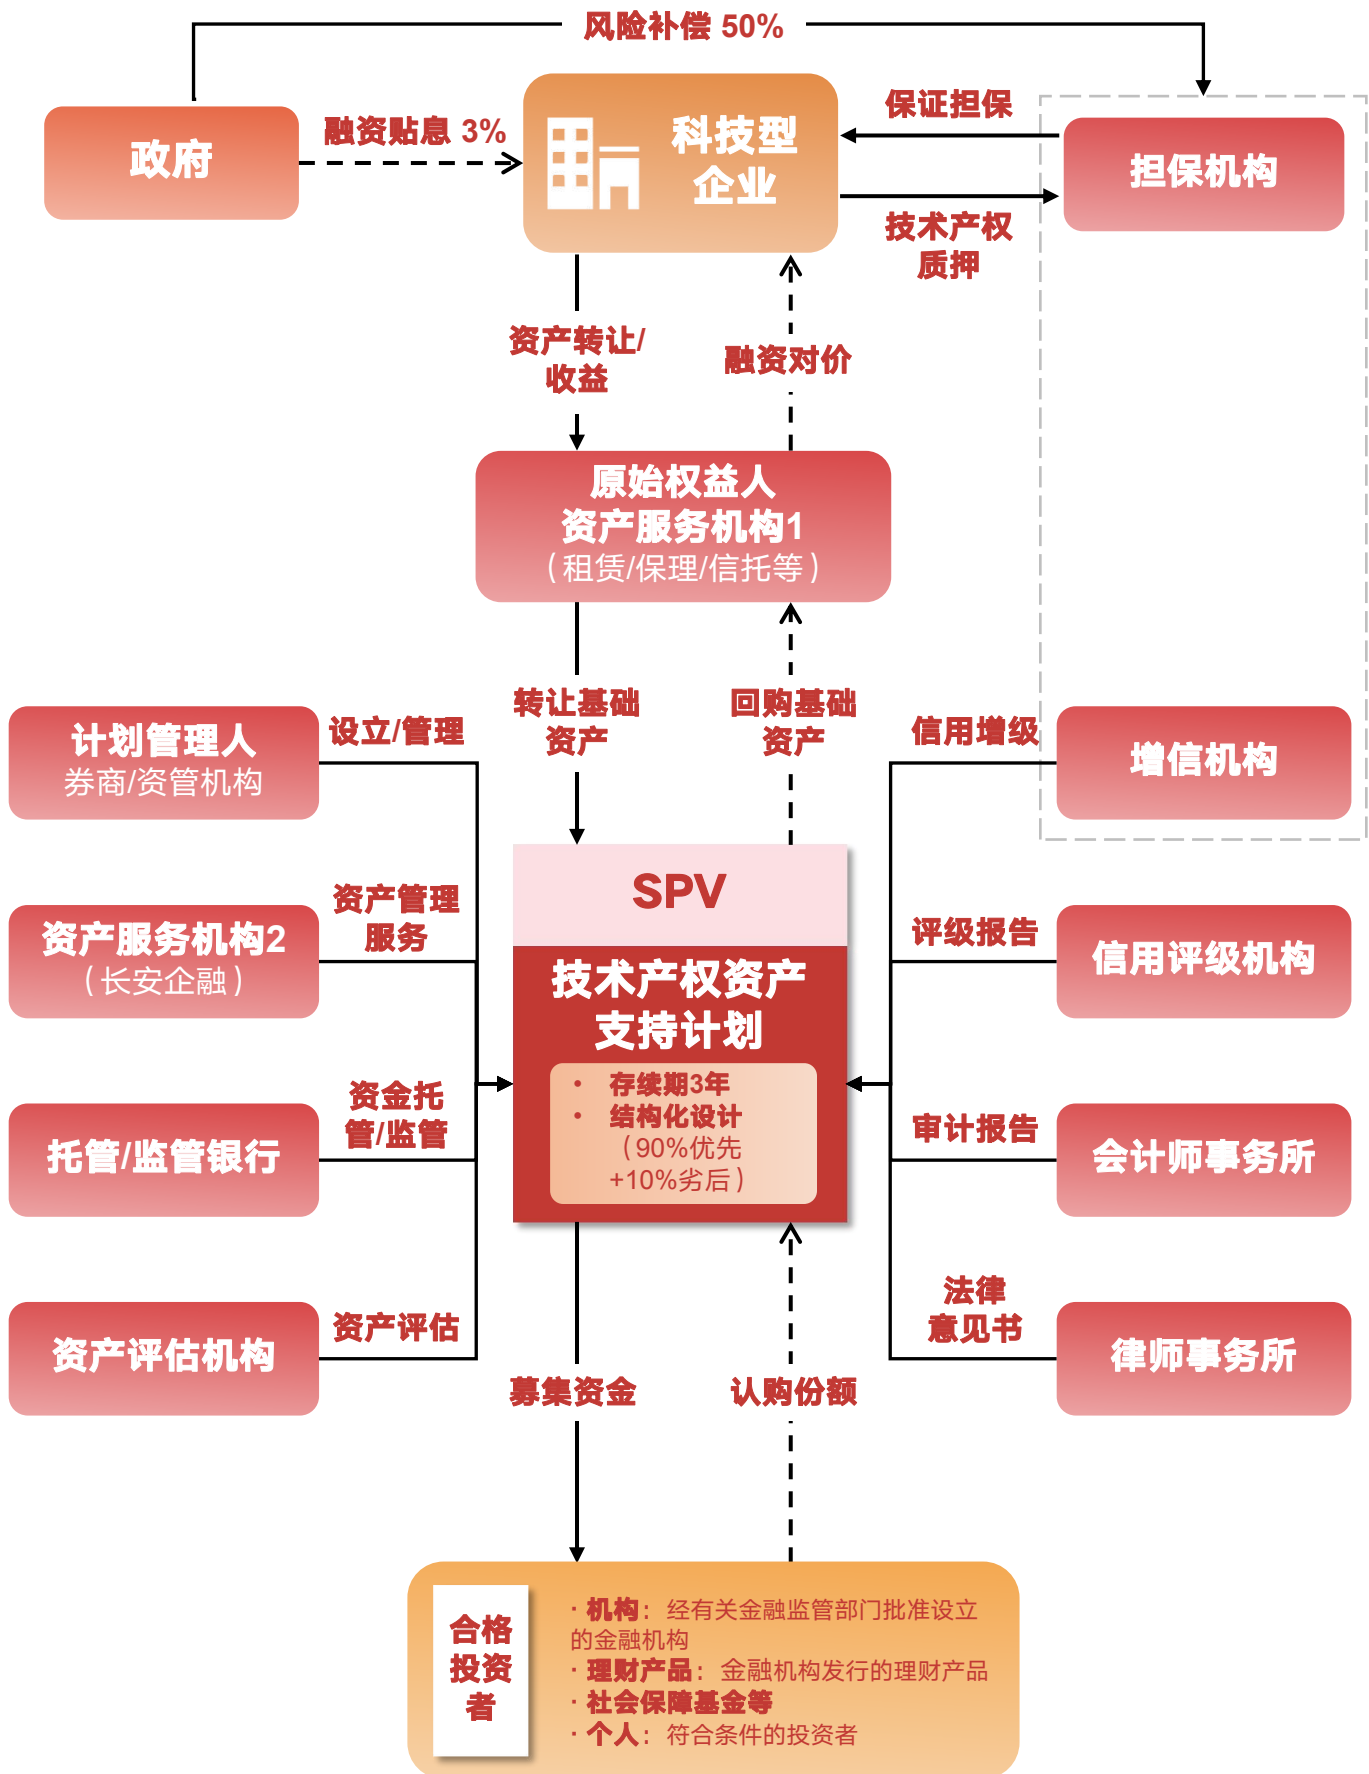 风险补偿 50%
政府
融资贴息 3%
科技型
企业
保证担保
担保机构
技术产权
质押
资产转让/
收益
融资对价
原始权益人
资产服务机构1
（租赁/保理/信托等）
转让基础
资产
回购基础
资产
计划管理人
券商/资管机构
设立/管理
信用增级
增信机构
SPV
资产服务机构2
（长安企融）
资产管理
服务
技术产权资产
支持计划
• 存续期3年
• 结构化设计
（90%优先
+10%劣后）
评级报告
信用评级机构
托管/监管银行
资金托
管/监管
审计报告
会计师事务所
资产评估机构
资产评估
法律
意见书
律师事务所
募集资金
认购份额
合格
投资
者
· 机构：经有关金融监管部门批准设立
的金融机构
· 理财产品：金融机构发行的理财产品
· 社会保障基金等
· 个人：符合条件的投资者